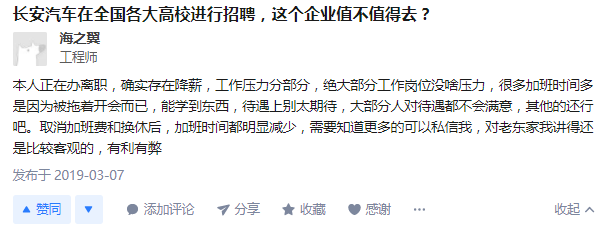 长安汽车在全国各大高校进行招聘，这个企业值不值得去？
海之翼
工程师
本人正在办离职，确实存在降薪，工作压力分部分，绝大部分工作岗位没啥压力，很多加班时间多
是因为被拖着开会而已，能学到东西，待遇上别太期待，大部分人对待遇都不会满意，其他的还行
吧。取消加班费和换休后，加班时间都明显减少，需要知道更多的可以私信我，对老东家我讲得还
是比较客观的，有利有弊
发布于 2019-03-07
赞同 添加评论 分享 收藏 感谢 ··· 收起